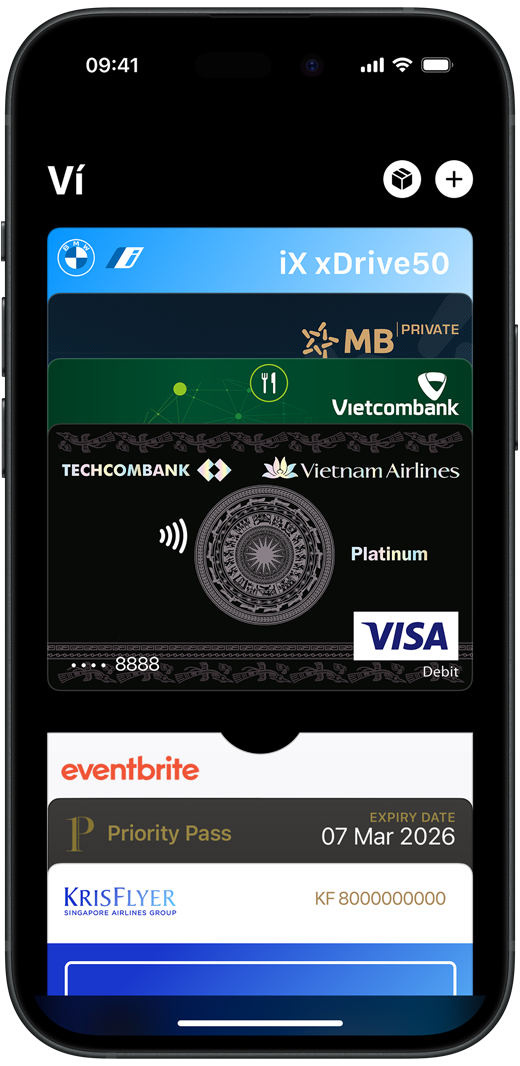 09:41
Ví
BMW
i
iX xDrive50
MB PRIVATE
Vietcombank
TECHCOMBANK Vietnam Airlines
Platinum
VISA
•••• 8888
Debit
eventbrite
P Priority Pass
EXPIRY DATE
07 Mar 2026
KRISFLYER
SINGAPORE AIRLINES GROUP
KF 8000000000